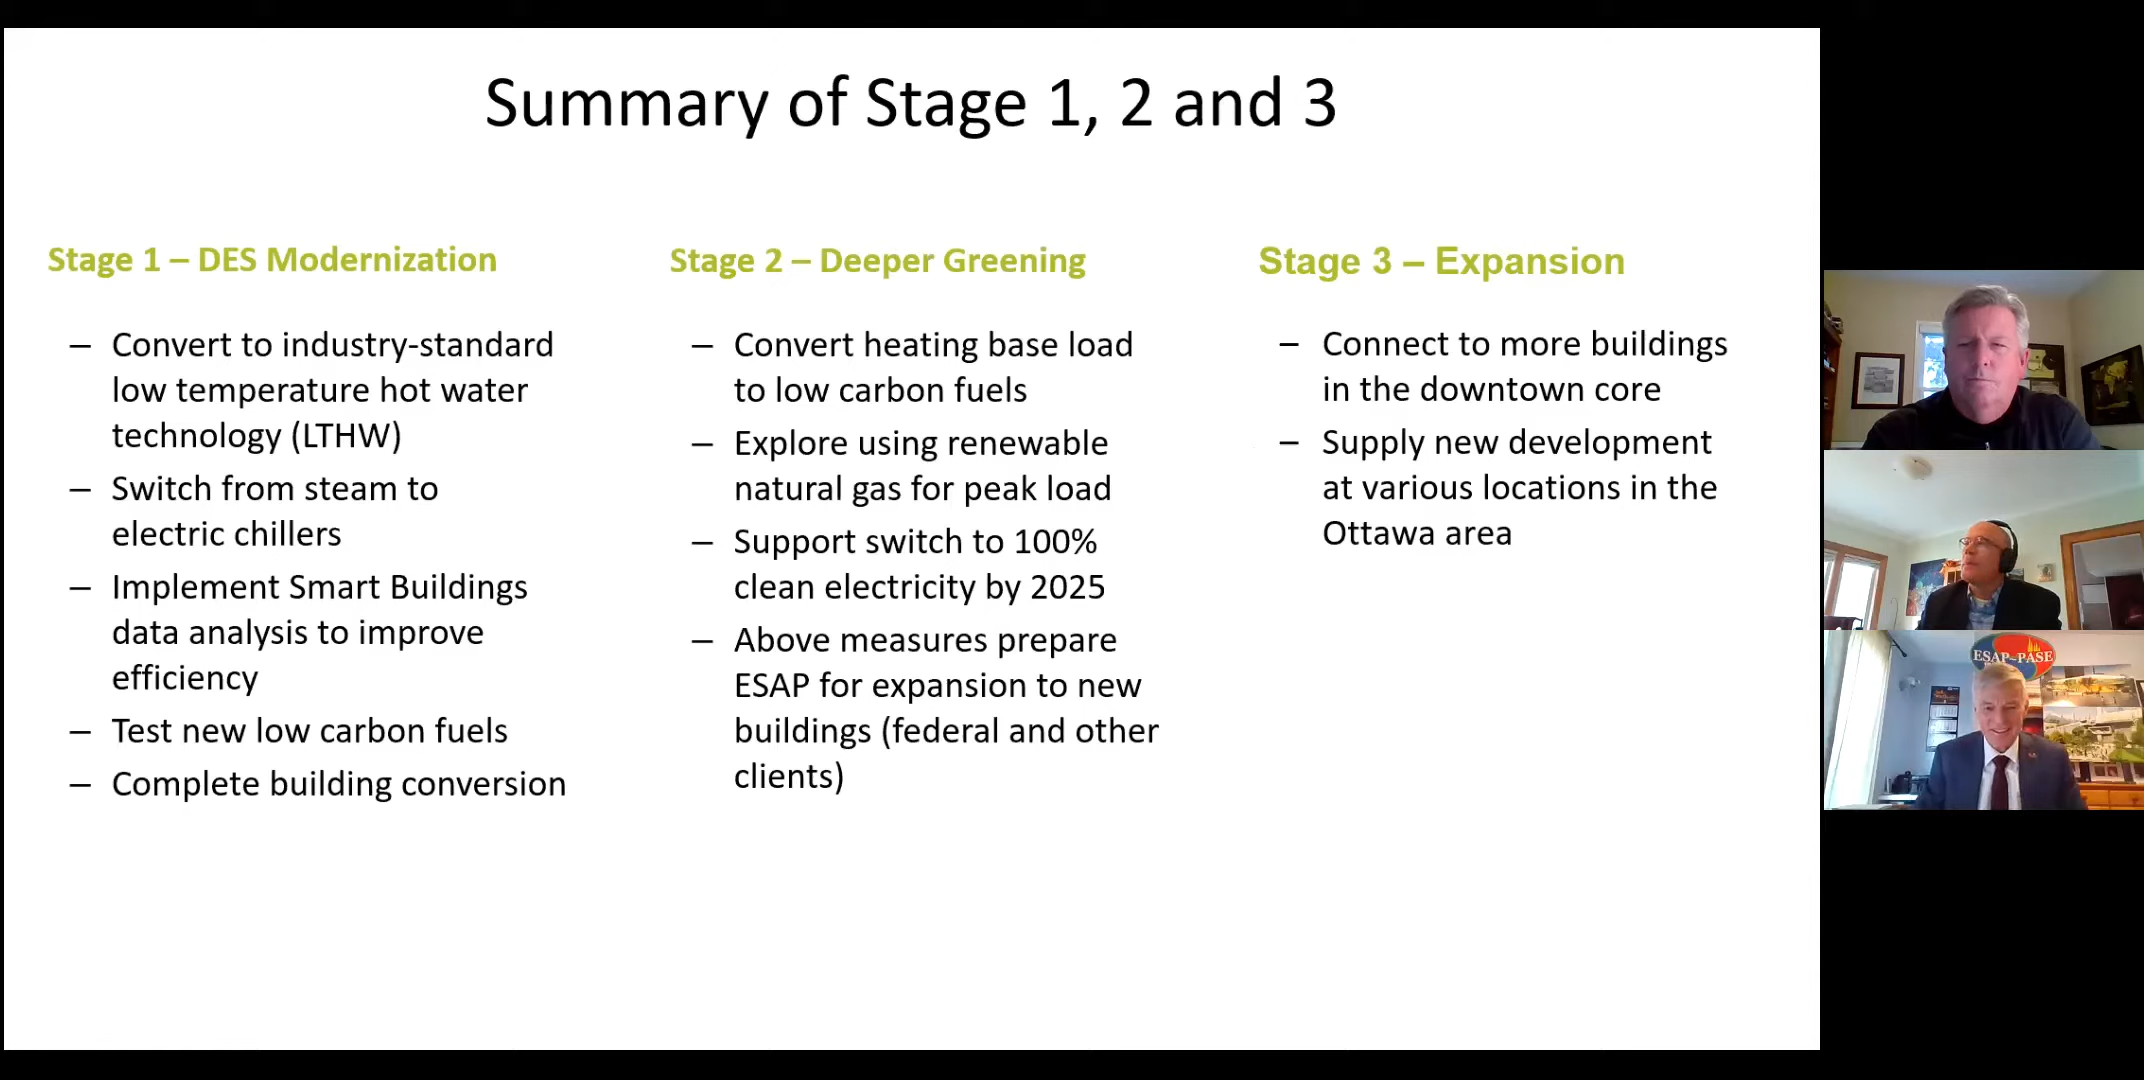 Summary of Stage 1, 2 and 3
Stage 1 – DES Modernization
– Convert to industry-standard
low temperature hot water
technology (LTHW)
– Switch from steam to
electric chillers
– Implement Smart Buildings
data analysis to improve
efficiency
– Test new low carbon fuels
– Complete building conversion
Stage 2 – Deeper Greening
– Convert heating base load
to low carbon fuels
– Explore using renewable
natural gas for peak load
– Support switch to 100%
clean electricity by 2025
– Above measures prepare
ESAP for expansion to new
buildings (federal and other
clients)
Stage 3 – Expansion
– Connect to more buildings
in the downtown core
– Supply new development
at various locations in the
Ottawa area
ESAP-PASE